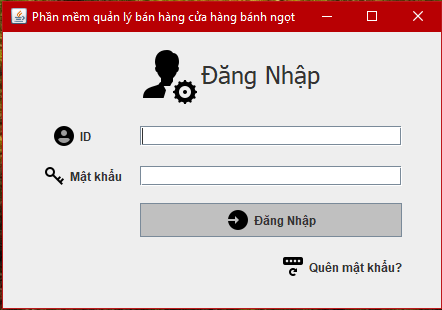 Phần mềm quản lý bán hàng cửa hàng bánh ngọt
Đăng Nhập
ID
Mật khẩu
Đăng Nhập
Quên mật khẩu?